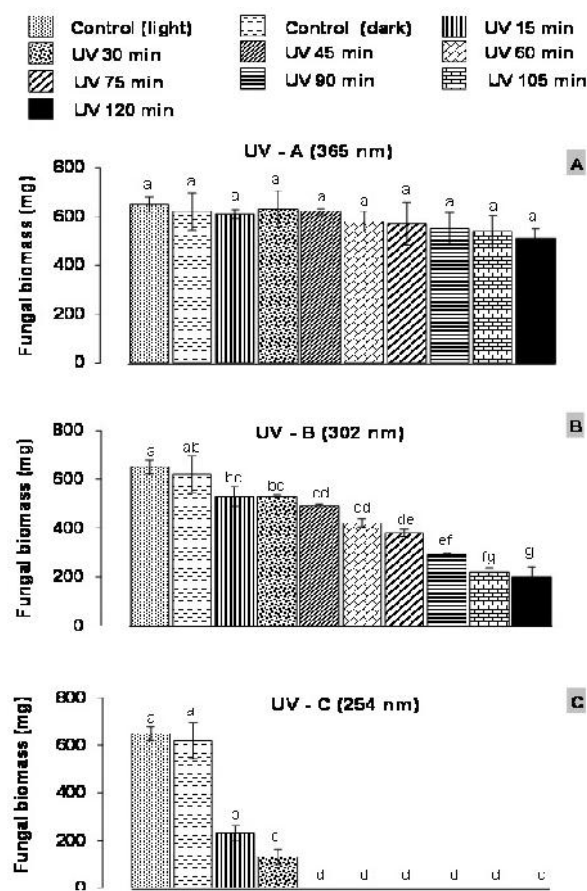 Control (light) Control (dark) UV 15 min
UV 30 min UV 45 min UV 60 min
UV 75 min UV 90 min UV 105 min
UV 120 min
UV - A (365 nm) A
Fungal biomass (mg)
800
600
400
200
0
a a a a a a a a a a
UV - B (302 nm) B
Fungal biomass (mg)
800
600
400
200
0
a ab bc bc cd cd de ef fg g
UV - C (254 nm) C
Fungal biomass (mg)
800
600
400
200
0
d d d d d